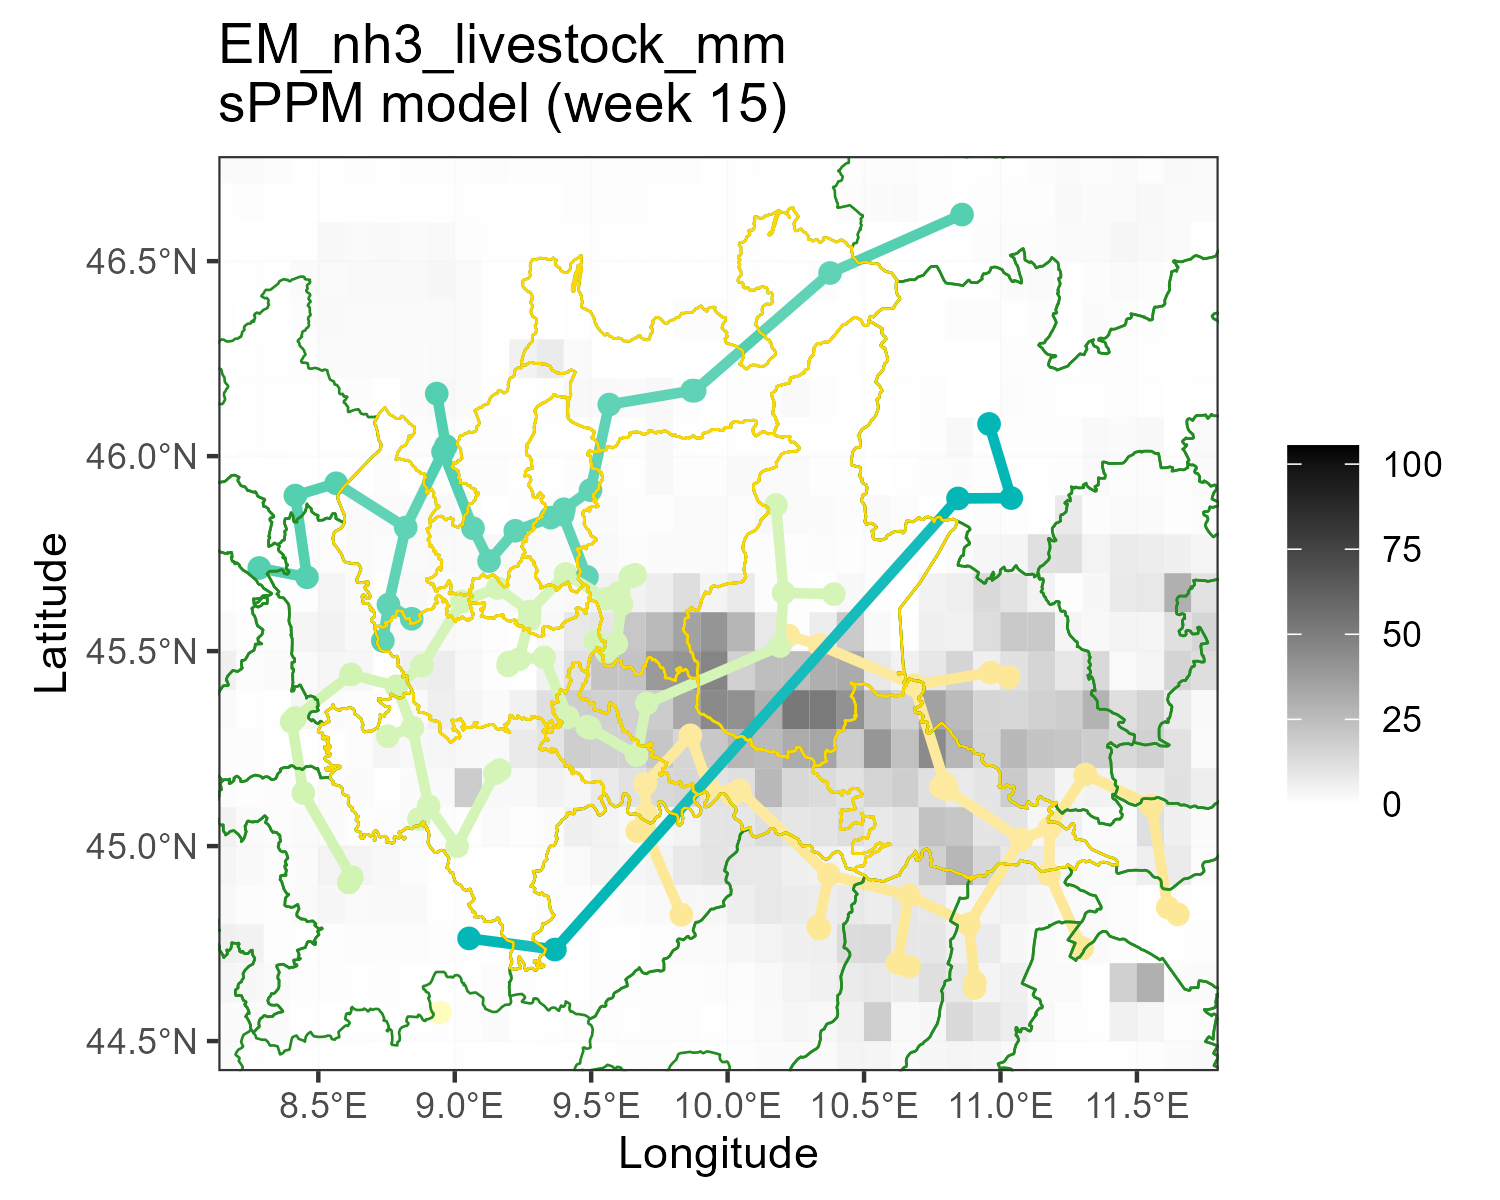 EM_nh3_livestock_mm
sPPM model (week 15)
46.5°N
46.0°N
45.5°N
45.0°N
44.5°N
Latitude
8.5°E 9.0°E 9.5°E 10.0°E 10.5°E 11.0°E 11.5°E
Longitude
100
75
50
25
0